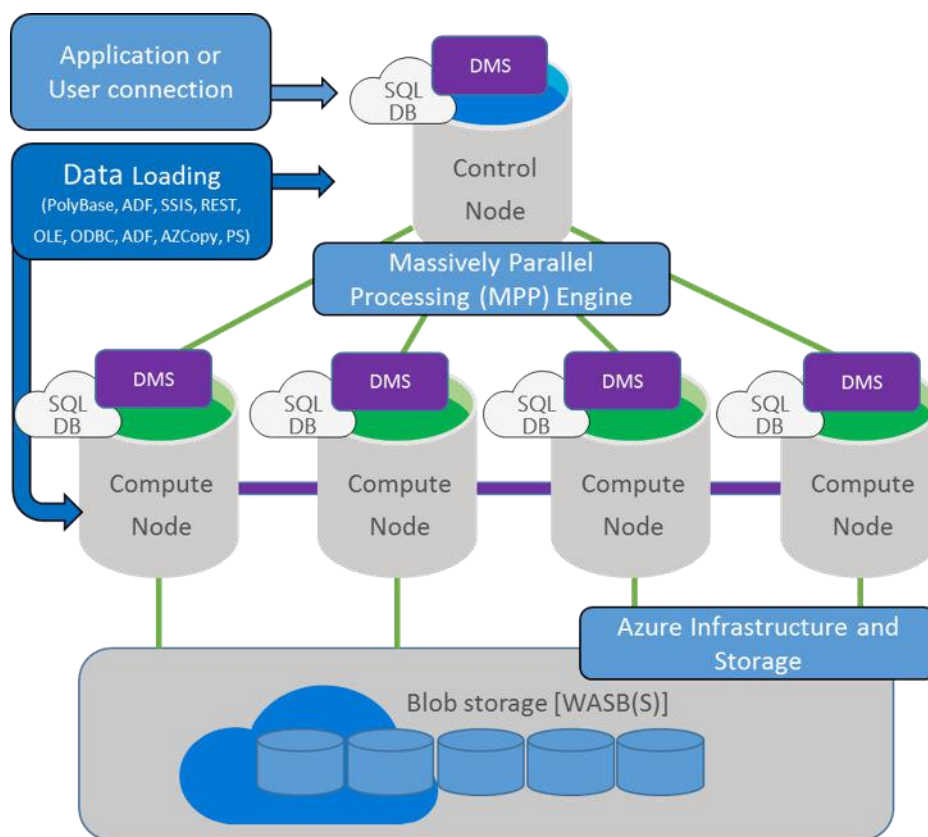 Application or
User connection
DMS
SQL
DB
Control
Node
Data Loading
(PolyBase, ADF, SSIS, REST,
OLE, ODBC, ADF, AZCopy, PS)
Massively Parallel
Processing (MPP) Engine
DMS
SQL
DB
Compute
Node
DMS
SQL
DB
Compute
Node
DMS
SQL
DB
Compute
Node
DMS
SQL
DB
Compute
Node
Azure Infrastructure and
Storage
Blob storage [WASB(S)]